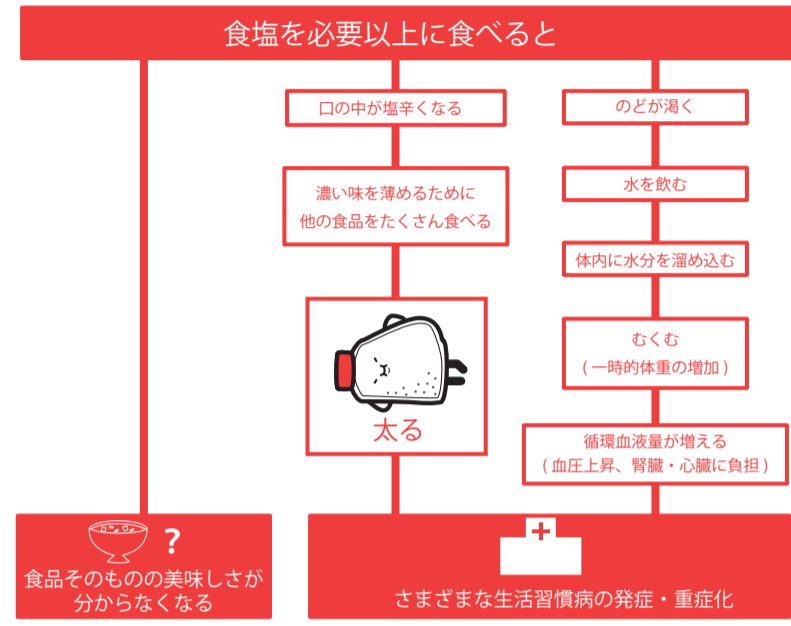 食塩を必要以上に食べると
口の中が塩辛くなる
濃い味を薄めるために
他の食品をたくさん食べる
太る
のどが渇く
水を飲む
体内に水分を溜め込む
むくむ
(一時的体重の増加)
循環血液量が増える
(血圧上昇、腎臓・心臓に負担)
?
食品そのものの美味しさが
分からなくなる
さまざまな生活習慣病の発症・重症化